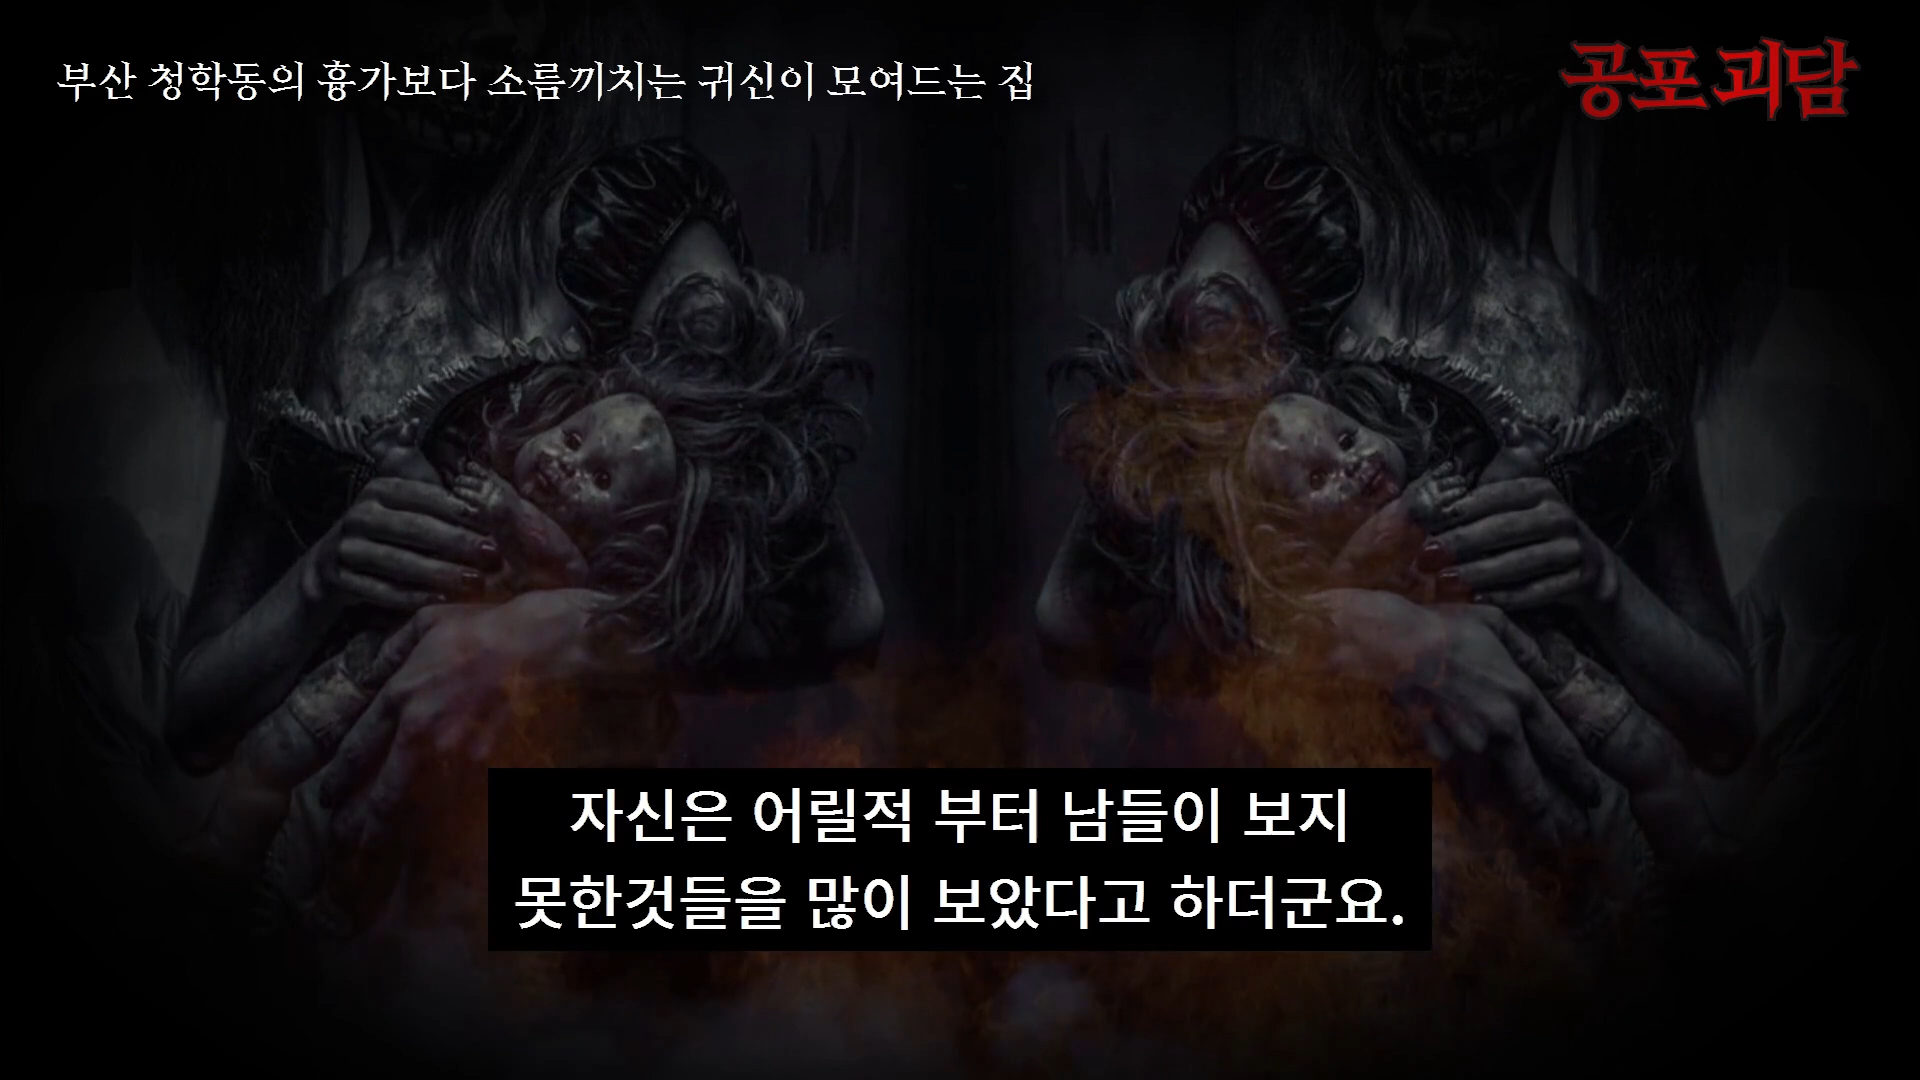 부산 청학동의 흉가보다 소름끼치는 귀신이 모여드는 집
공포 괴담
자신은 어릴적 부터 남들이 보지
못한것들을 많이 보았다고 하더군요.